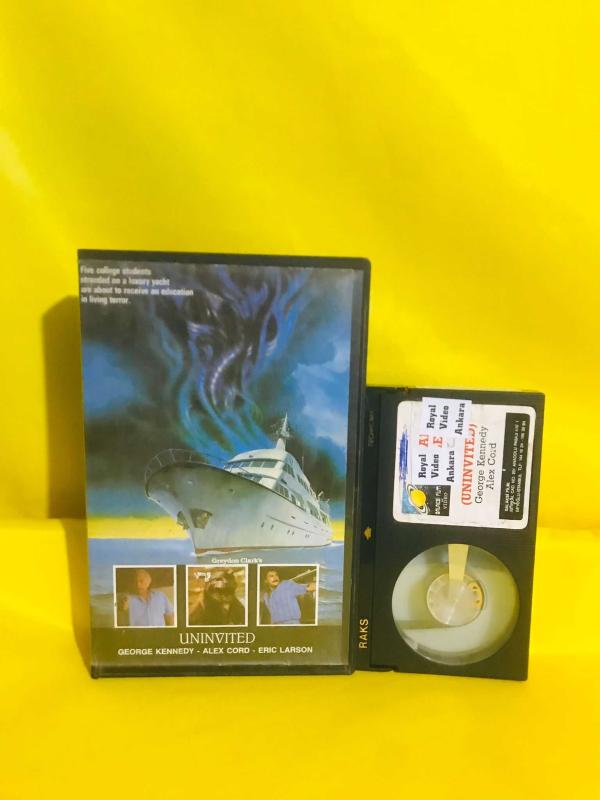 Five college students
stranded on a luxury yacht
are about to receive an education
in living terror.
Greydon Clark's
UNINVITED
GEORGE KENNEDY - ALEX CORD - ERIC LARSON
Royal
Video
Ankara
Royal
Video
Ankara
(UNINVITED)
George Kennedy
Alex Cord
video
RAKS